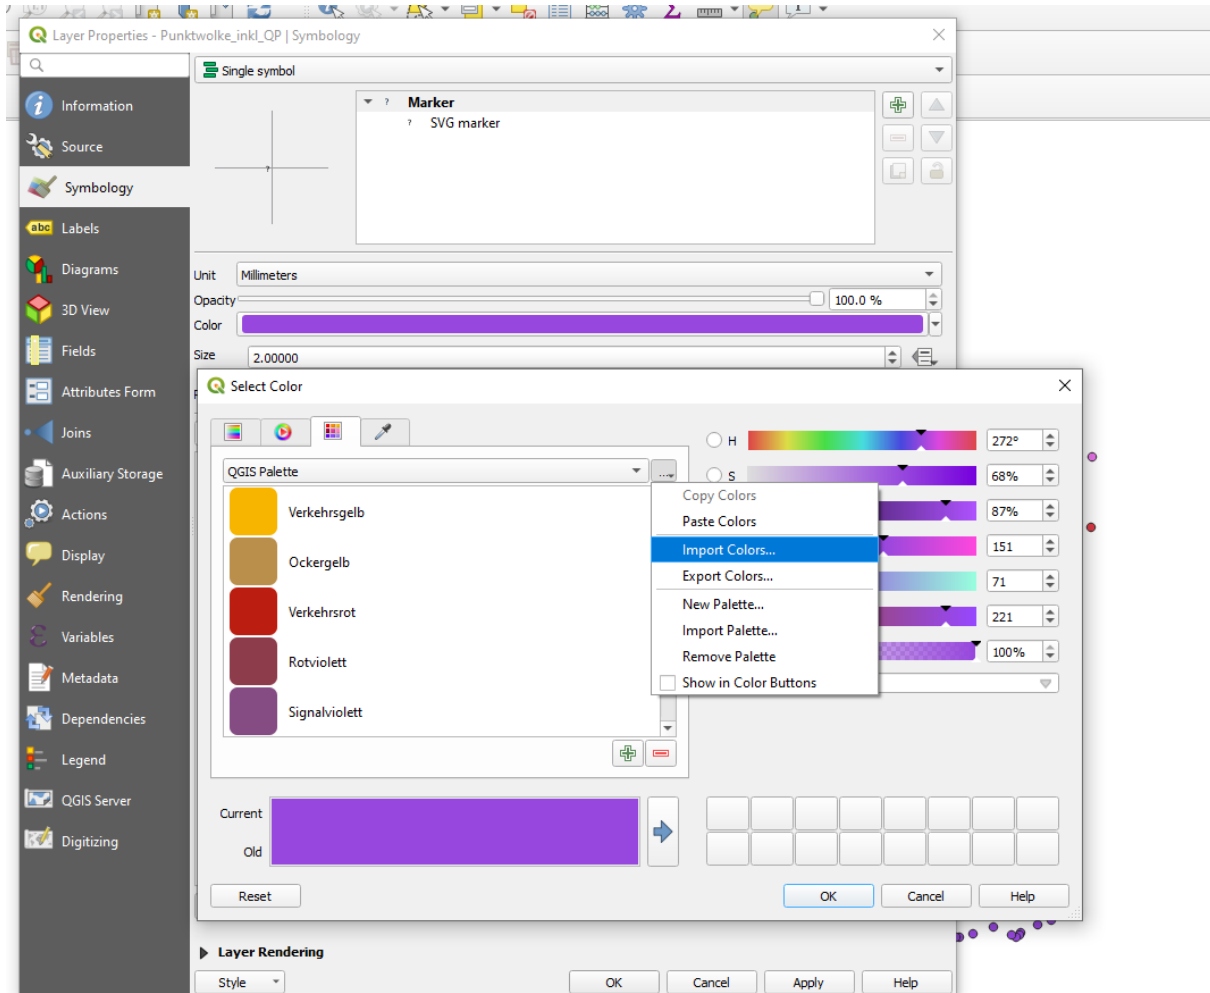 Layer Properties - Punktwolke_inkl_QP | Symbology
Single symbol
Information
Source
Symbology
abc Labels
Diagrams
3D View
Fields
Attributes Form
Joins
Auxiliary Storage
Actions
Display
Rendering
Variables
Metadata
Dependencies
Legend
QGIS Server
Digitizing
? Marker
? SVG marker
?
Unit Millimeters
Opacity 100.0 %
Color
Size 2.00000
Select Color
QGIS Palette
...
Verkehrsgelb
Ockergelb
Verkehrsrot
Rotviolett
Signalviolett
Copy Colors
Paste Colors
Import Colors...
Export Colors...
New Palette...
Import Palette...
Remove Palette
Show in Color Buttons
H 272°
S 68%
87%
151
71
221
100%
Current
Old
Reset OK Cancel Help
Layer Rendering
Style OK Cancel Apply Help